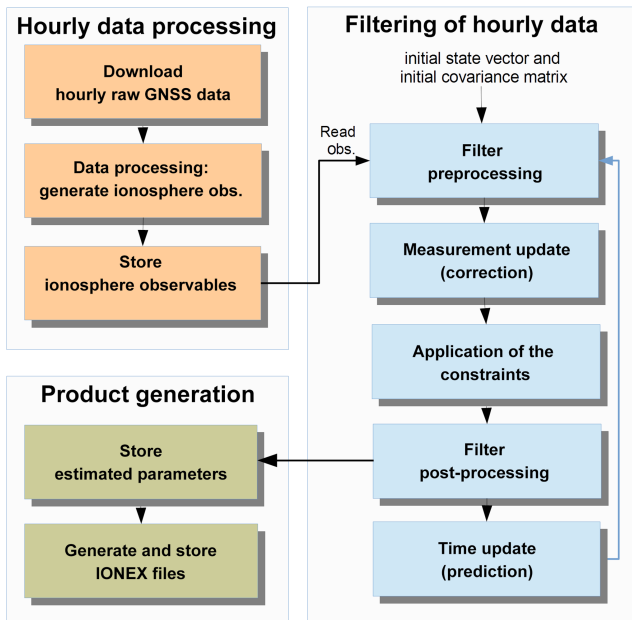 Hourly data processing
Download
hourly raw GNSS data
Data processing:
generate ionosphere obs.
Store
ionosphere observables
Read
obs.
Filtering of hourly data
initial state vector and
initial covariance matrix
Filter
preprocessing
Measurement update
(correction)
Application of the
constraints
Filter
post-processing
Time update
(prediction)
Product generation
Store
estimated parameters
Generate and store
IONEX files